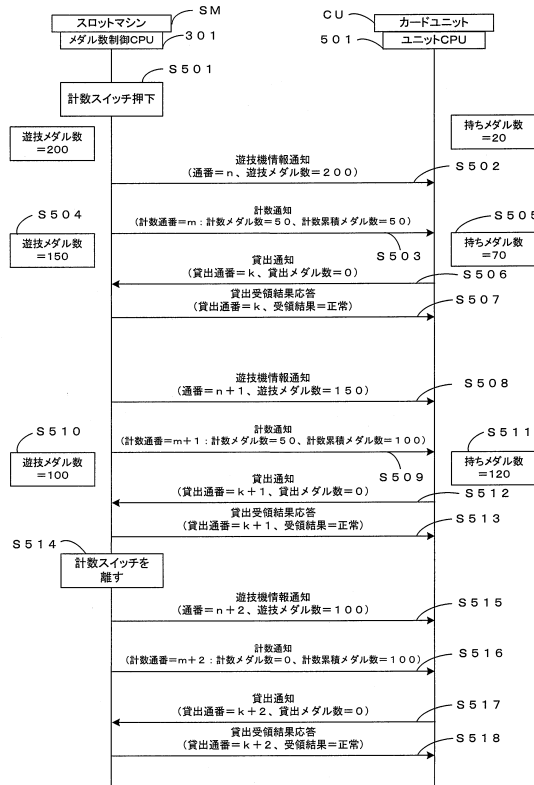 スロットマシン
SM
メダル数制御CPU
301
CU
カードユニット
501
ユニットCPU
S501
計数スイッチ押下
遊技メダル数
=200
持ちメダル数
=20
遊技機情報通知
(通番=n、遊技メダル数=200)
S502
S504
計数通知
(計数通番=m:計数メダル数=50、計数累積メダル数=50)
S505
遊技メダル数
=150
S503
持ちメダル数
=70
貸出通知
(貸出通番=k、貸出メダル数=0)
S506
貸出受領結果応答
(貸出通番=k、受領結果=正常)
S507
遊技機情報通知
(通番=n+1、遊技メダル数=150)
S508
S510
計数通知
(計数通番=m+1:計数メダル数=50、計数累積メダル数=100)
S511
遊技メダル数
=100
S509
持ちメダル数
=120
貸出通知
(貸出通番=k+1、貸出メダル数=0)
S512
貸出受領結果応答
(貸出通番=k+1、受領結果=正常)
S513
S514
計数スイッチを
離す
遊技機情報通知
(通番=n+2、遊技メダル数=100)
S515
計数通知
(計数通番=m+2:計数メダル数=0、計数累積メダル数=100)
S516
貸出通知
(貸出通番=k+2、貸出メダル数=0)
S517
貸出受領結果応答
(貸出通番=k+2、受領結果=正常)
S518